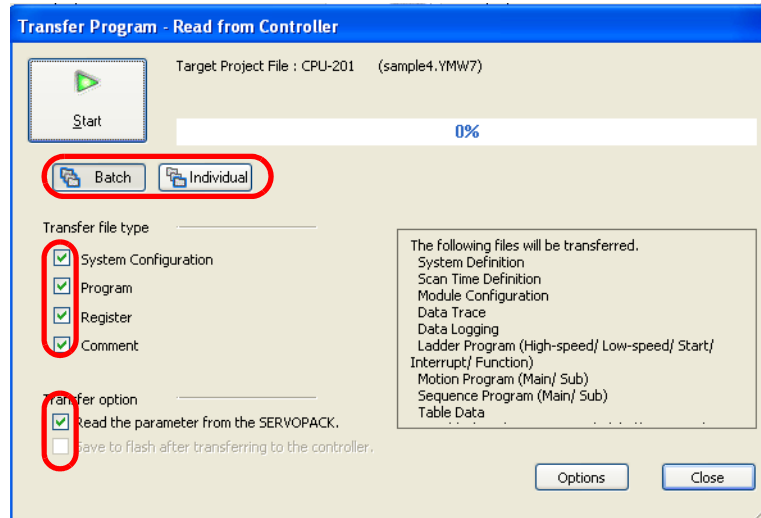 Transfer Program - Read from Controller
Target Project File : CPU-201 (sample4.YMW7)
Start
0%
Batch
Individual
Transfer file type
System Configuration
Program
Register
Comment
The following files will be transferred.
System Definition
Scan Time Definition
Module Configuration
Data Trace
Data Logging
Ladder Program (High-speed/ Low-speed/ Start/
Interrupt/ Function)
Motion Program (Main/ Sub)
Sequence Program (Main/ Sub)
Table Data
Transfer option
Read the parameter from the SERVOPACK.
Save to flash after transferring to the controller.
Options
Close